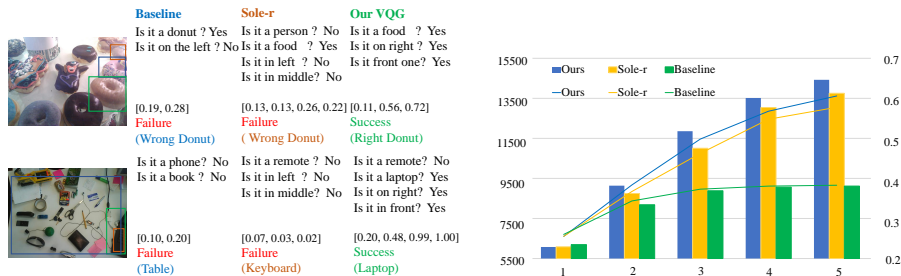 Baseline
Is it a donut ? Yes
Is it on the left ? No
[0.19, 0.28]
Failure
(Wrong Donut)
Sole-r
Is it a person ? No
Is it a food ? Yes
Is it in left ? No
Is it in middle? No
[0.13, 0.13, 0.26, 0.22]
Failure
( Wrong Donut)
Our VQG
Is it a food ? Yes
Is it on right ? Yes
Is it front one? Yes
[0.11, 0.56, 0.72]
Success
(Right Donut)
Is it a phone? No
Is it a book ? No
[0.10, 0.20]
Failure
(Table)
Is it a remote ? No
Is it in left ? No
Is it in middle? No
[0.07, 0.03, 0.02]
Failure
(Keyboard)
Is it a remote? No
Is it a laptop? Yes
Is it on right? Yes
Is it in front? Yes
[0.20, 0.48, 0.99, 1.00]
Success
(Laptop)
Ours Sole-r Baseline
Ours Sole-r Baseline
15500
13500
11500
9500
7500
5500
0.7
0.6
0.5
0.4
0.3
0.2
1 2 3 4 5